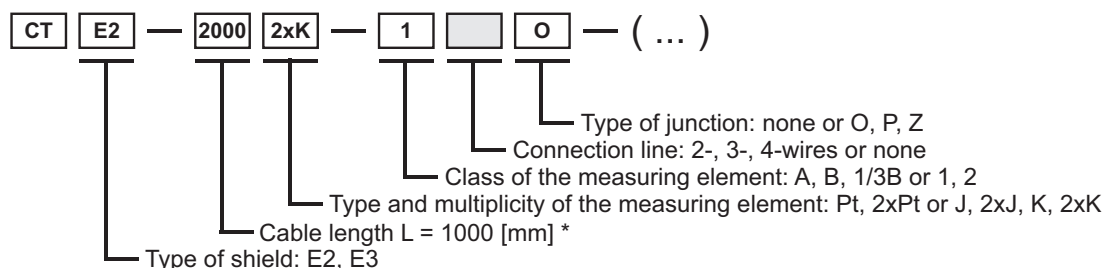 CT E2 — 2000 2xK — 1 O — ( ... )
Type of junction: none or O, P, Z
Connection line: 2-, 3-, 4-wires or none
Class of the measuring element: A, B, 1/3B or 1, 2
Type and multiplicity of the measuring element: Pt, 2xPt or J, 2xJ, K, 2xK
Cable length L = 1000 [mm] *
Type of shield: E2, E3